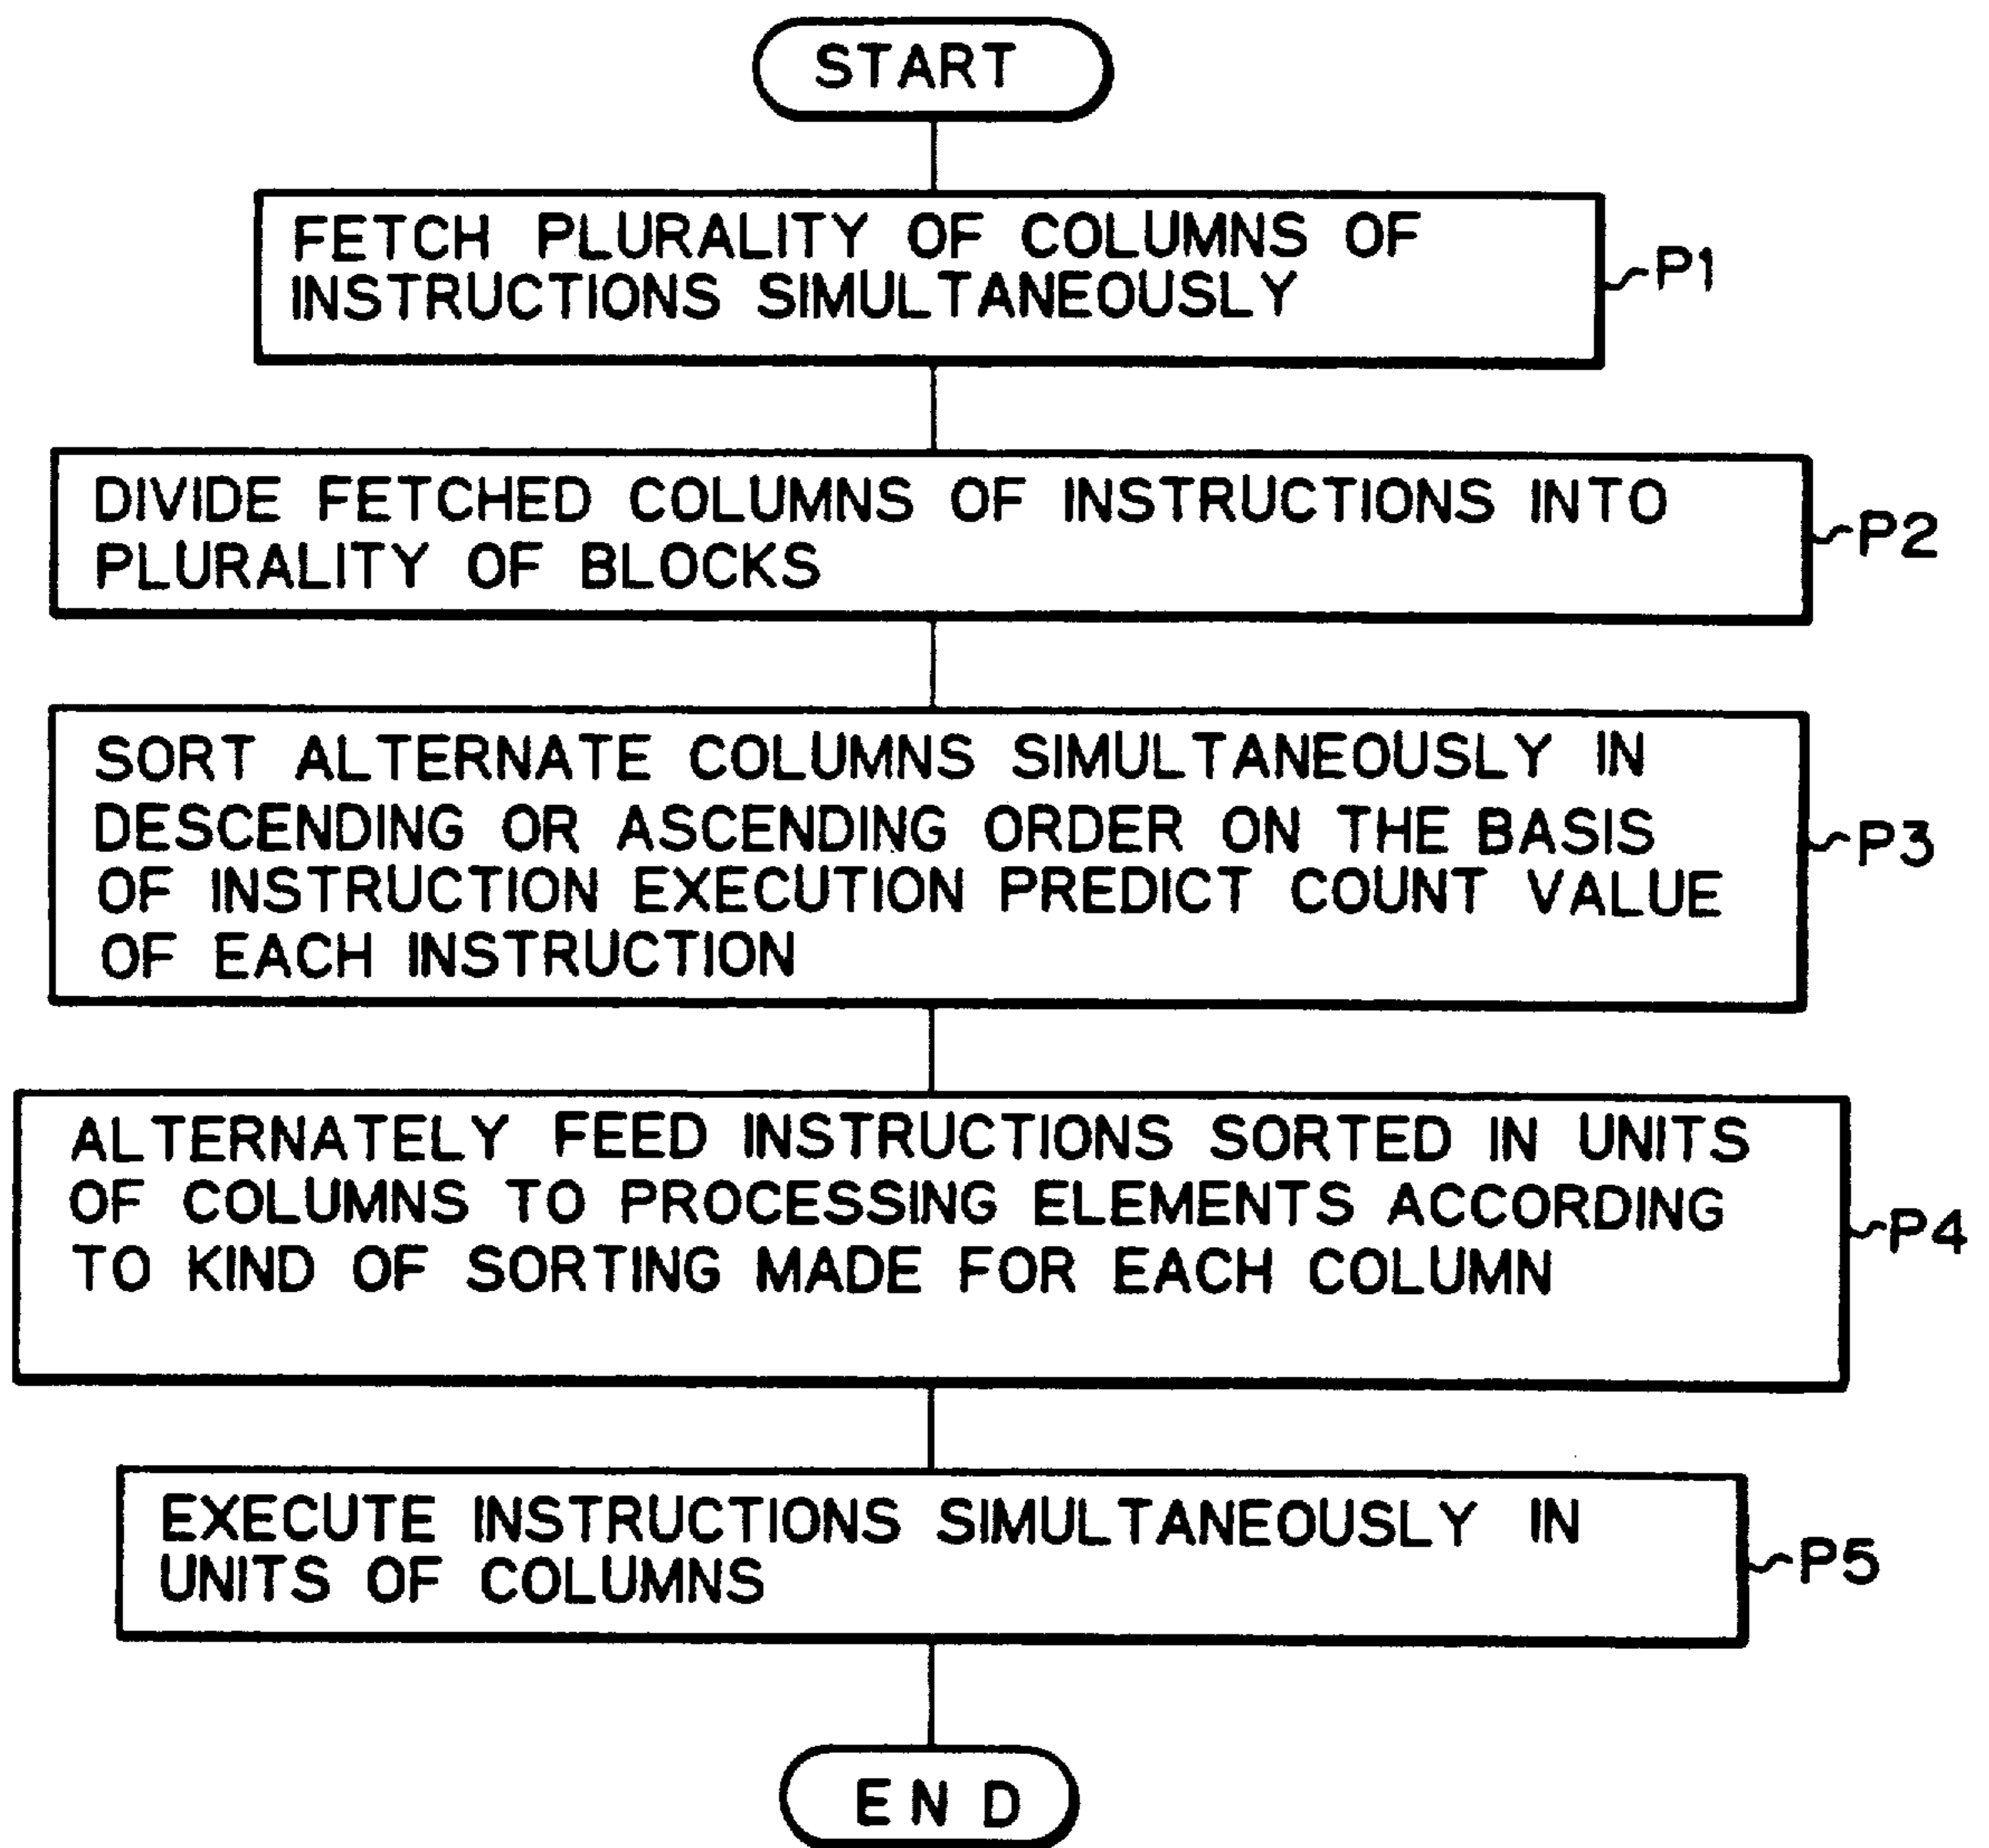 START
FETCH PLURALITY OF COLUMNS OF
INSTRUCTIONS SIMULTANEOUSLY
P1
DIVIDE FETCHED COLUMNS OF INSTRUCTIONS INTO
PLURALITY OF BLOCKS
P2
SORT ALTERNATE COLUMNS SIMULTANEOUSLY IN
DESCENDING OR ASCENDING ORDER ON THE BASIS
OF INSTRUCTION EXECUTION PREDICT COUNT VALUE
OF EACH INSTRUCTION
P3
ALTERNATELY FEED INSTRUCTIONS SORTED IN UNITS
OF COLUMNS TO PROCESSING ELEMENTS ACCORDING
TO KIND OF SORTING MADE FOR EACH COLUMN
P4
EXECUTE INSTRUCTIONS SIMULTANEOUSLY IN
UNITS OF COLUMNS
P5
END